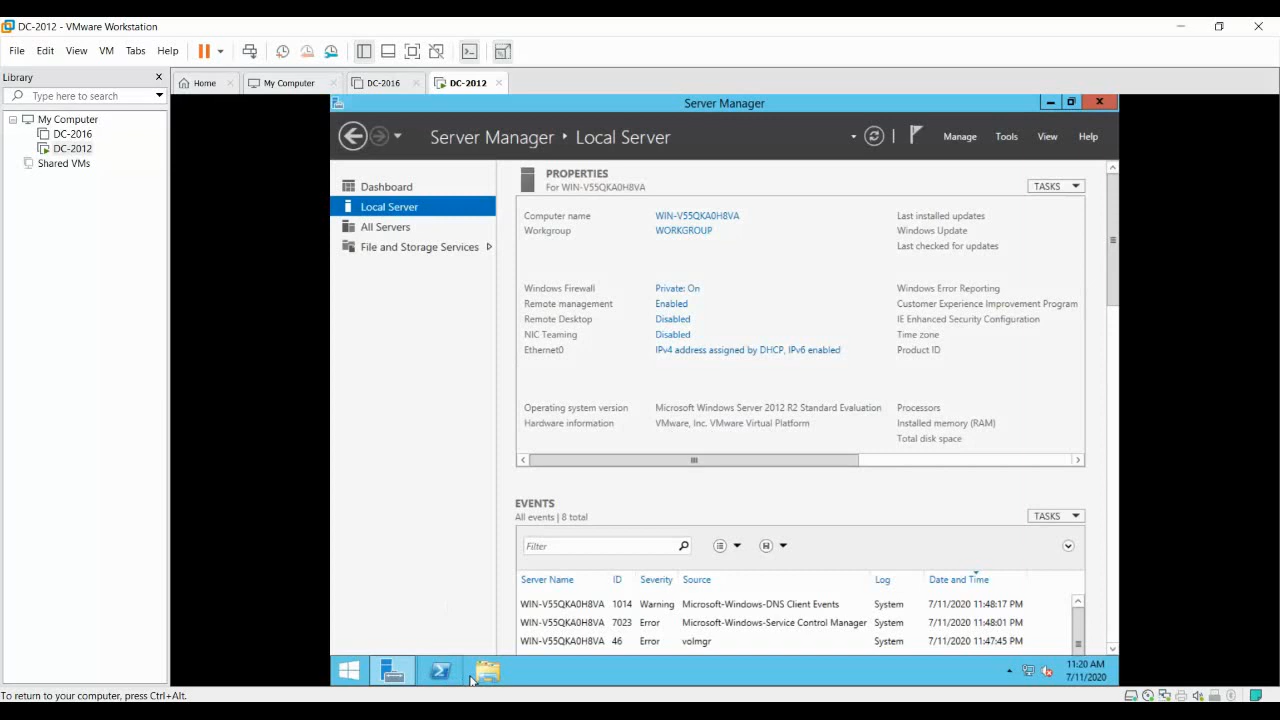 DC-2012 - VMware Workstation
File Edit View VM Tabs Help
Library
Type here to search
My Computer
DC-2016
DC-2012
Shared VMs
Home My Computer DC-2016 DC-2012
Server Manager
Server Manager Local Server
Manage Tools View Help
Dashboard
Local Server
All Servers
File and Storage Services
PROPERTIES
For WIN-V55QKA0H8VA
TASKS
Computer name WIN-V55QKA0H8VA Last installed updates
Workgroup WORKGROUP Windows Update
Last checked for updates
Windows Firewall Private: On Windows Error Reporting
Remote management Enabled Customer Experience Improvement Program
Remote Desktop Disabled IE Enhanced Security Configuration
NIC Teaming Disabled Time zone
Ethernet0 IPv4 address assigned by DHCP, IPv6 enabled Product ID
Operating system version Microsoft Windows Server 2012 R2 Standard Evaluation Processors
Hardware information VMware, Inc. VMware Virtual Platform Installed memory (RAM)
Total disk space
EVENTS
All events | 8 total
TASKS
Filter
Server Name ID Severity Source Log Date and Time
WIN-V55QKA0H8VA 1014 Warning Microsoft-Windows-DNS Client Events System 7/11/2020 11:48:17 PM
WIN-V55QKA0H8VA 7023 Error Microsoft-Windows-Service Control Manager System 7/11/2020 11:48:01 PM
WIN-V55QKA0H8VA 46 Error volmgr System 7/11/2020 11:47:45 PM
11:20 AM
7/11/2020
To return to your computer, press Ctrl+Alt.